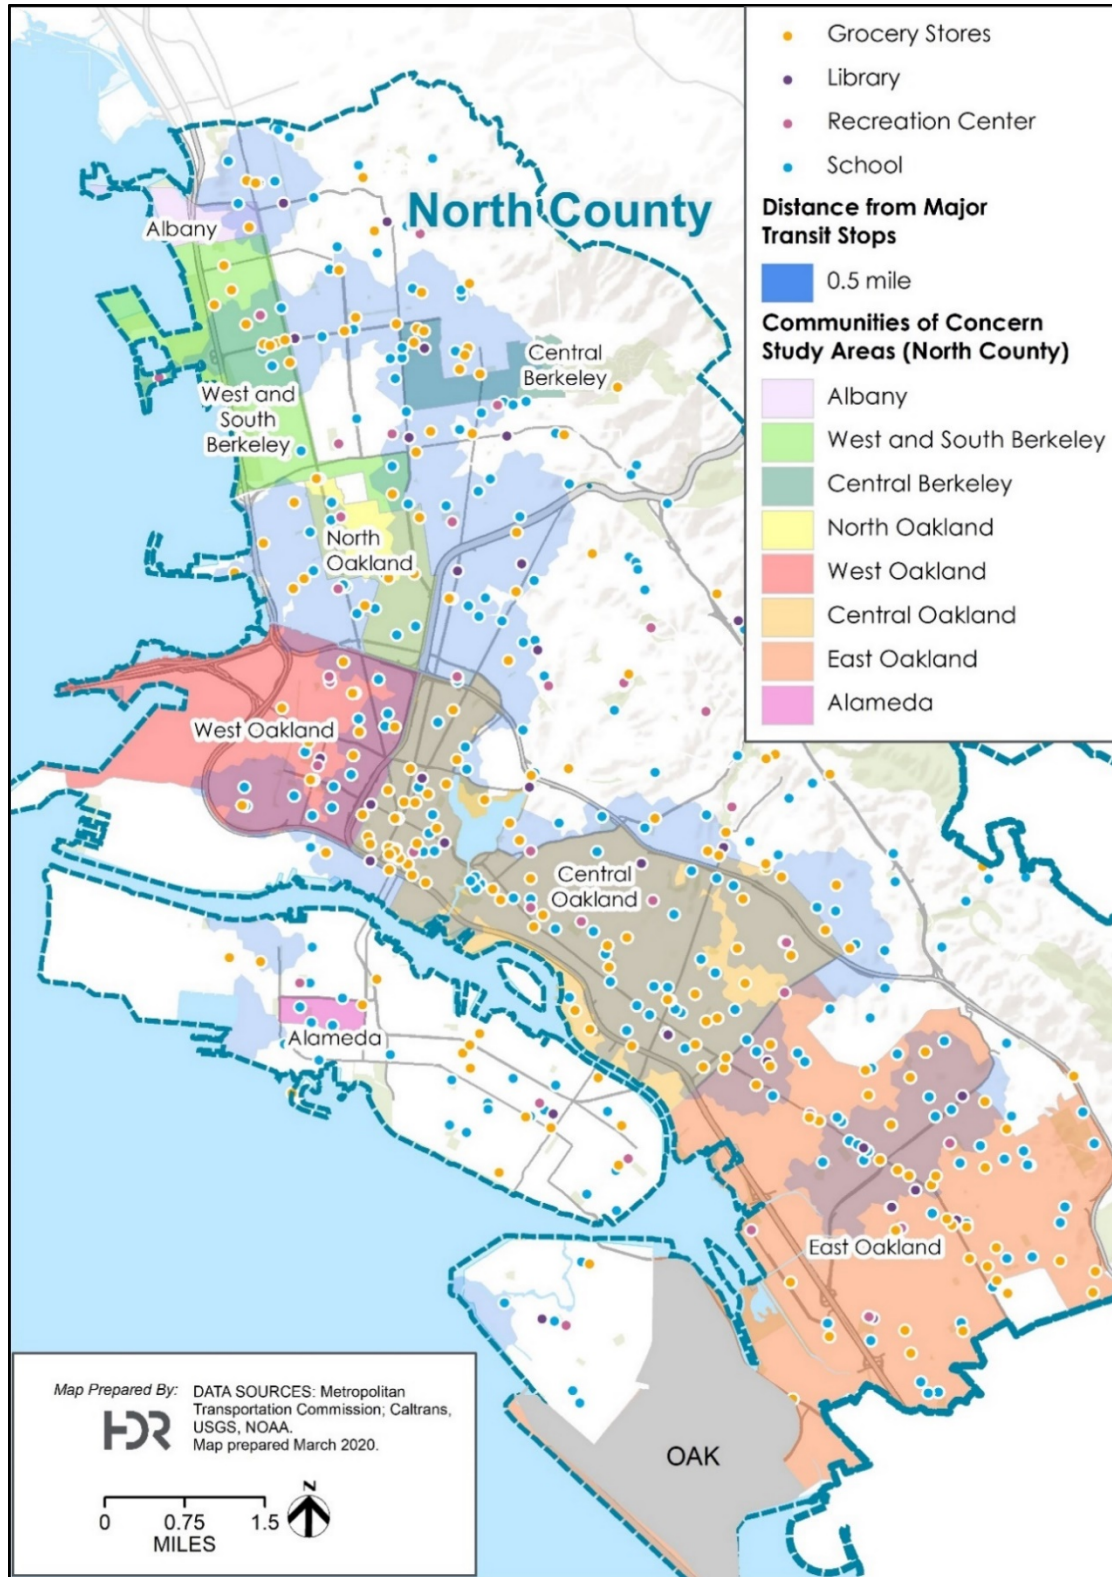 Grocery Stores
Library
Recreation Center
School
Distance from Major
Transit Stops
0.5 mile
Communities of Concern
Study Areas (North County)
Albany
West and South Berkeley
Central Berkeley
North Oakland
West Oakland
Central Oakland
East Oakland
Alameda
North County
Albany
Central
Berkeley
West and
South
Berkeley
North
Oakland
West Oakland
Central
Oakland
Alameda
East Oakland
OAK
Map Prepared By:
HDR
DATA SOURCES: Metropolitan
Transportation Commission; Caltrans,
USGS, NOAA.
Map prepared March 2020.
N
0 0.75 1.5
MILES